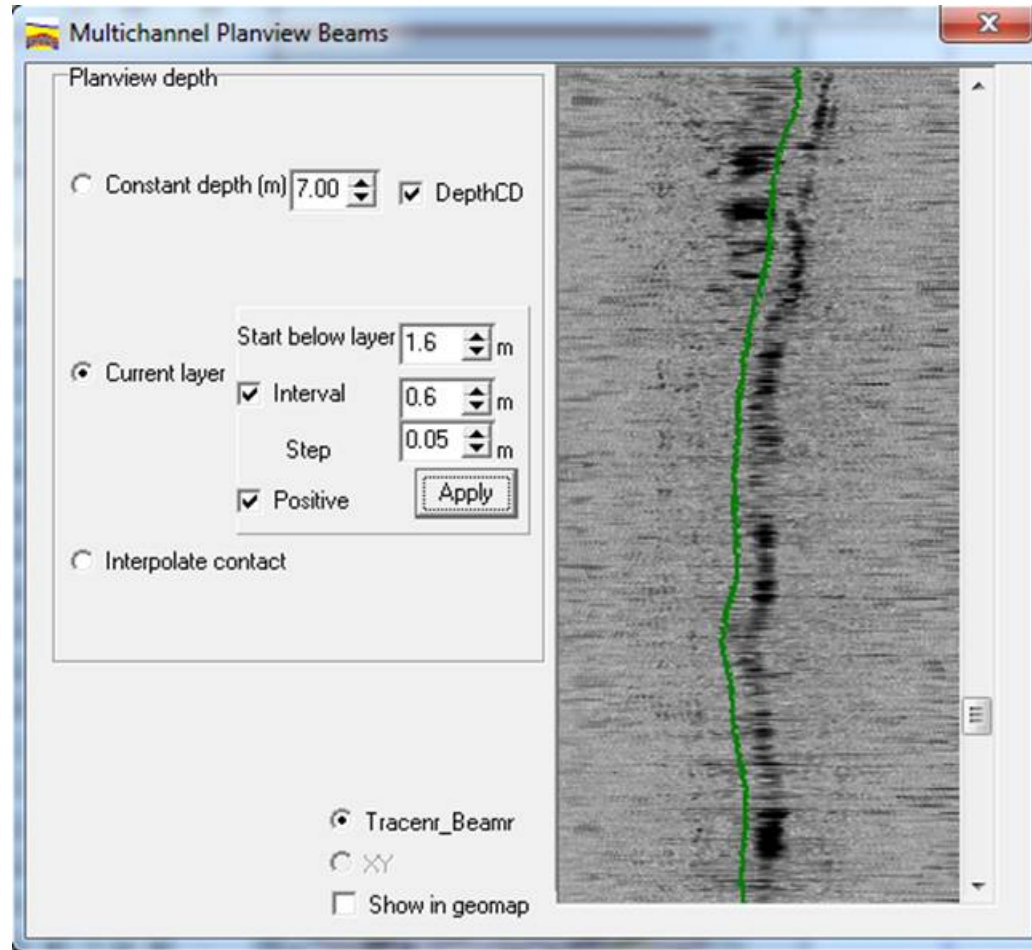 Multichannel Planview Beams
Planview depth
Constant depth (m) 7.00 DepthCD
Start below layer 1.6 m
Current layer
Interval 0.6 m
Step 0.05 m
Positive Apply
Interpolate contact
Tracenr_Beamr
XY
Show in geomap